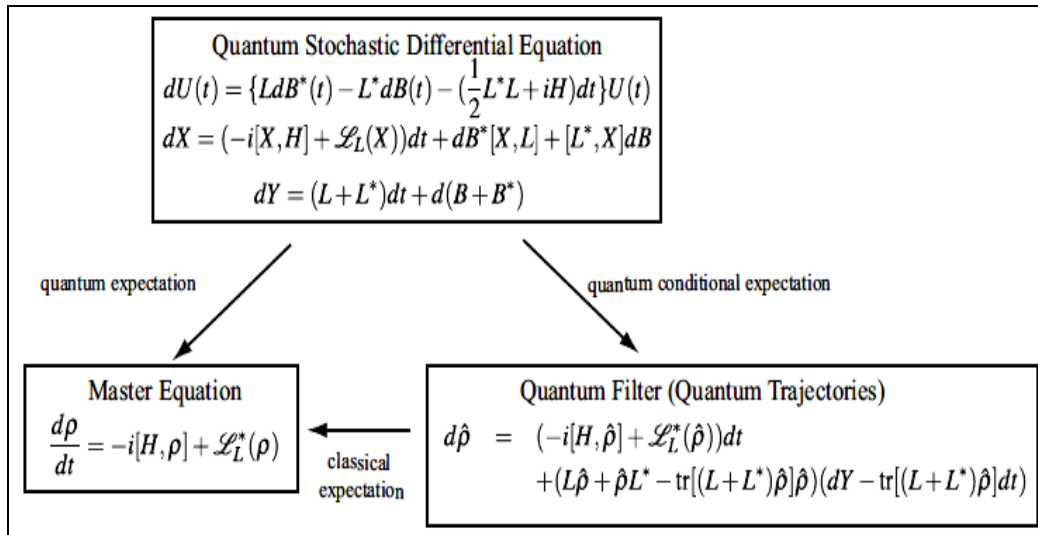 Quantum Stochastic Differential Equation
dU(t) = {LdB*(t) − L*dB(t) − (1/2 L*L + iH)dt}U(t)
dX = (−i[X,H] + ℒ_L(X))dt + dB*[X,L] + [L*,X]dB
dY = (L + L*)dt + d(B + B*)
quantum expectation
quantum conditional expectation
Master Equation
dρ/dt = −i[H,ρ] + ℒ*_L(ρ)
classical
expectation
Quantum Filter (Quantum Trajectories)
dρ̂ = (−i[H,ρ̂] + ℒ*_L(ρ̂))dt
+(Lρ̂ + ρ̂L* − tr[(L+L*)ρ̂]ρ̂)(dY − tr[(L+L*)ρ̂]dt)